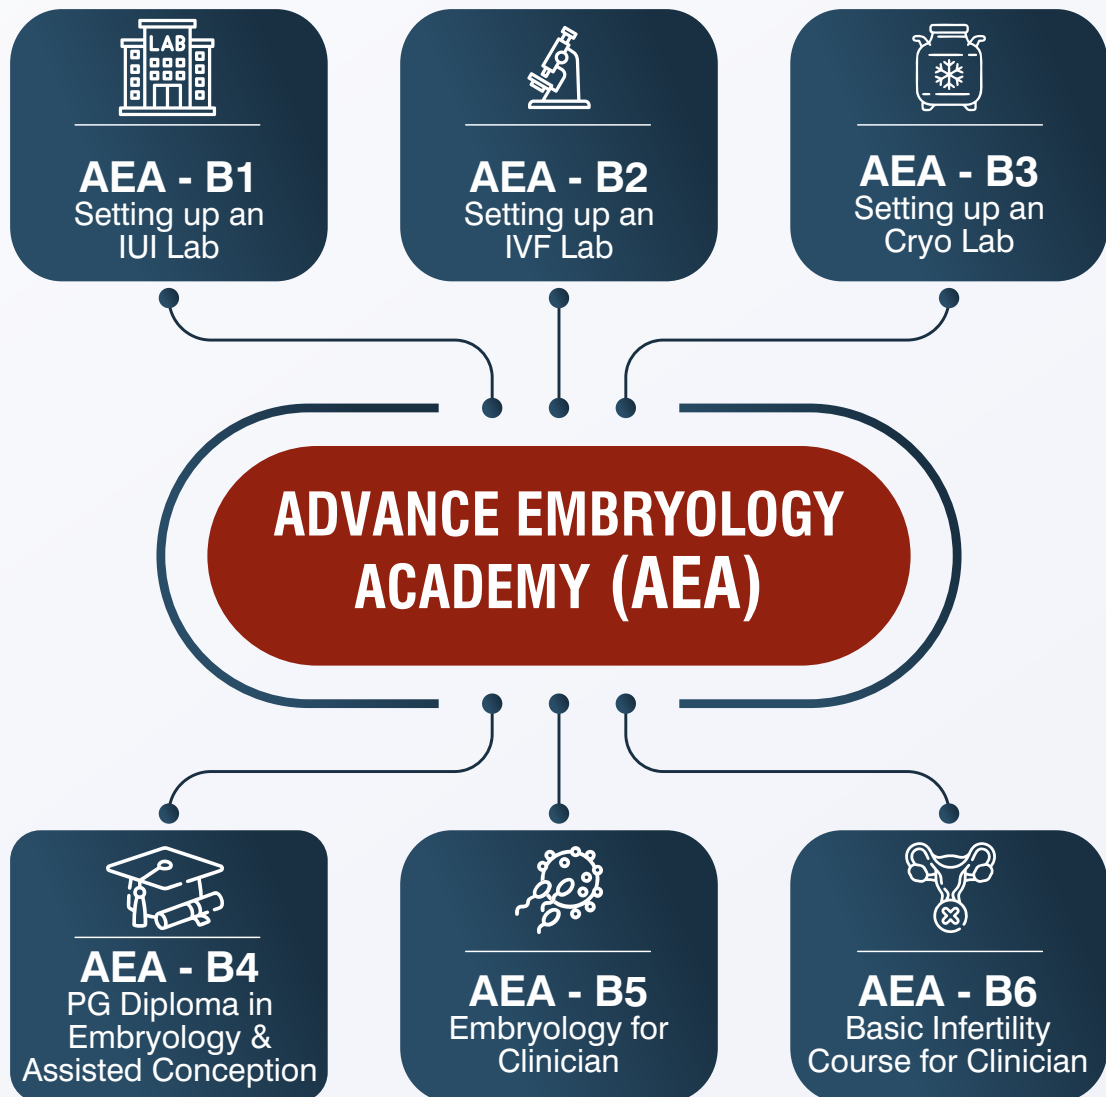 LAB
AEA - B1
Setting up an
IUI Lab
AEA - B2
Setting up an
IVF Lab
AEA - B3
Setting up an
Cryo Lab
ADVANCE EMBRYOLOGY
ACADEMY (AEA)
AEA - B4
PG Diploma in
Embryology &
Assisted Conception
AEA - B5
Embryology for
Clinician
AEA - B6
Basic Infertility
Course for Clinician